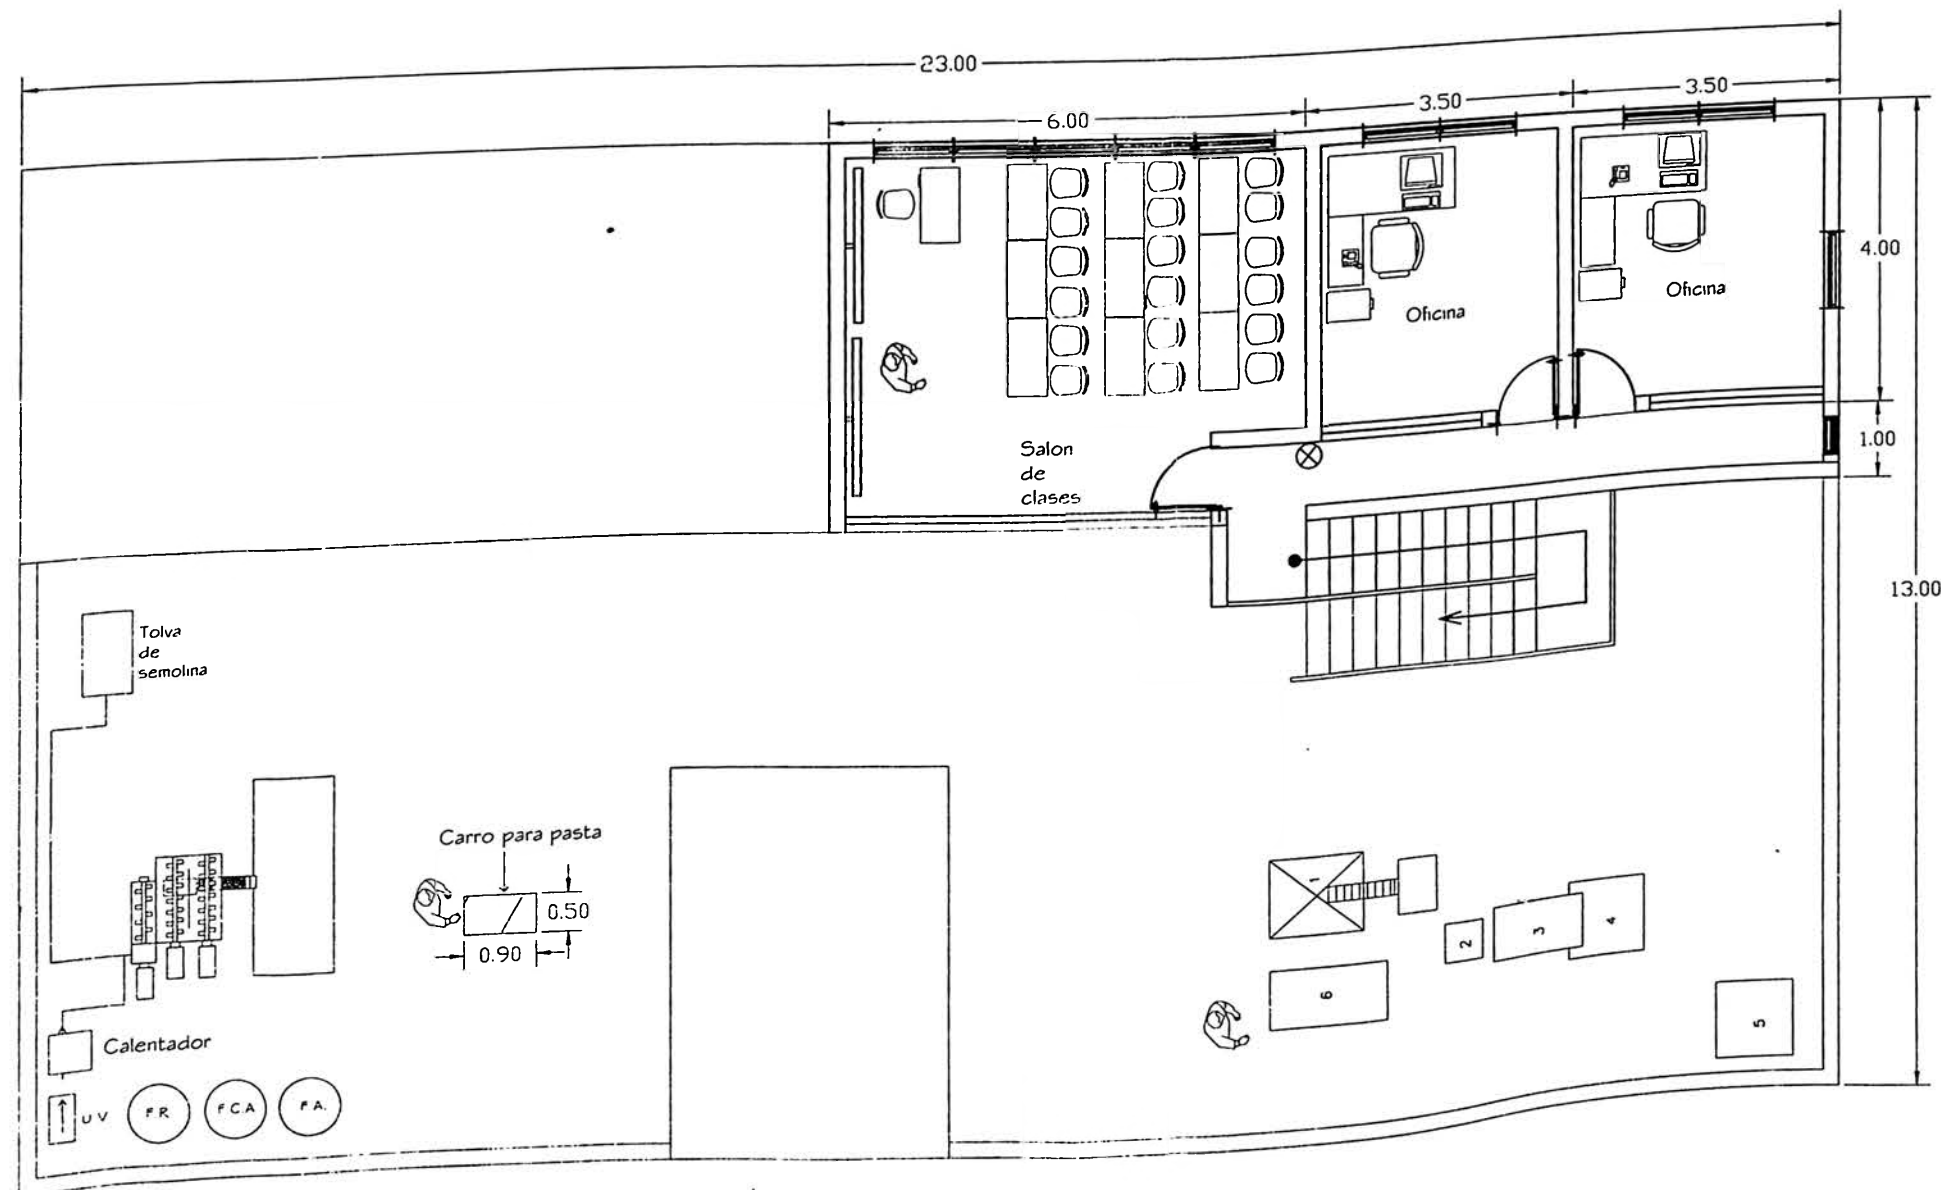 23.00
6.00
3.50
3.50
4.00
Oficina
Oficina
1.00
Salon
de
clases
13.00
Tolva
de
semolina
Carro para pasta
0.50
0.90
1
2
3
4
5
6
Calentador
U V
F R
F C A
F A.